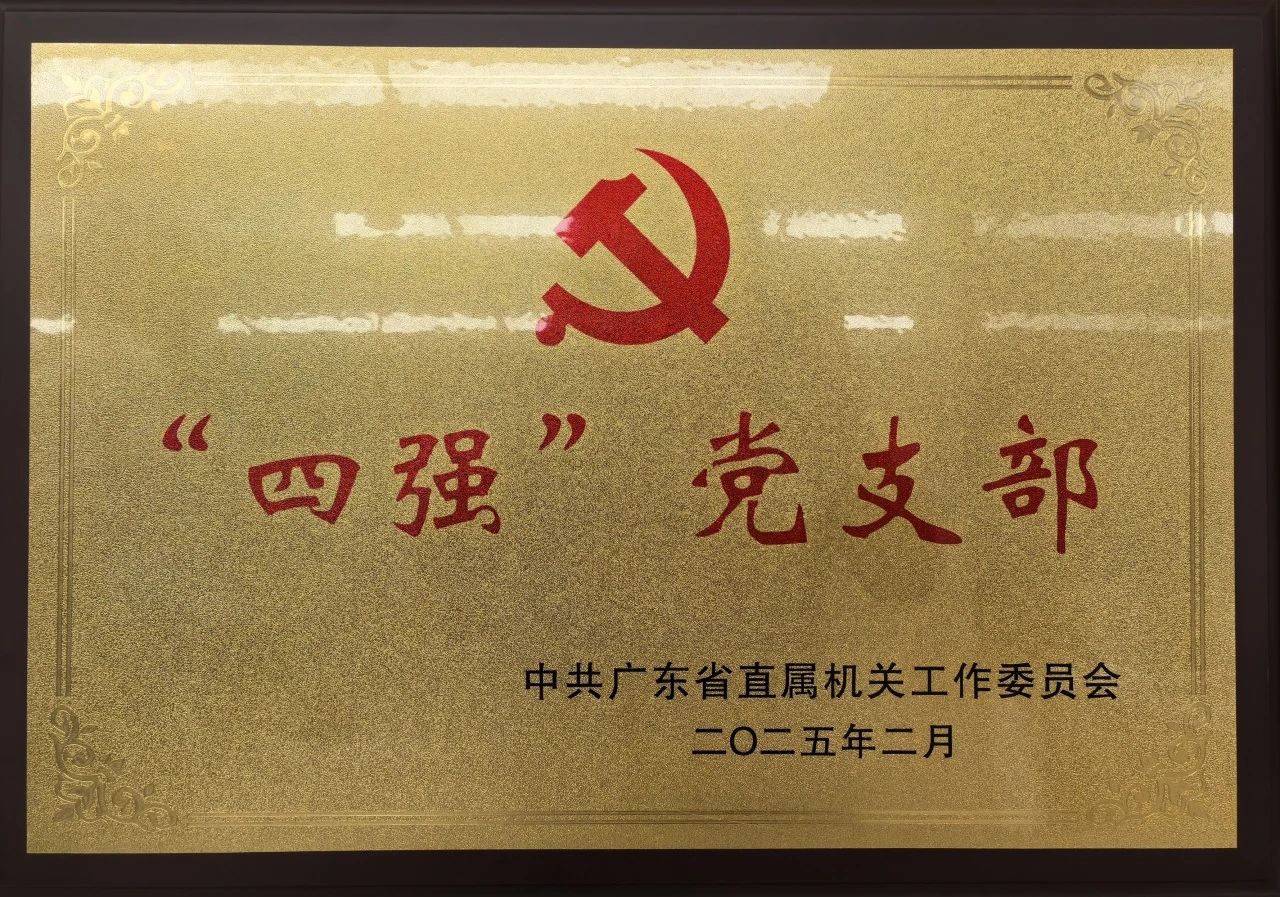 “四强”党支部
中共广东省直属机关工作委员会
二〇二五年二月